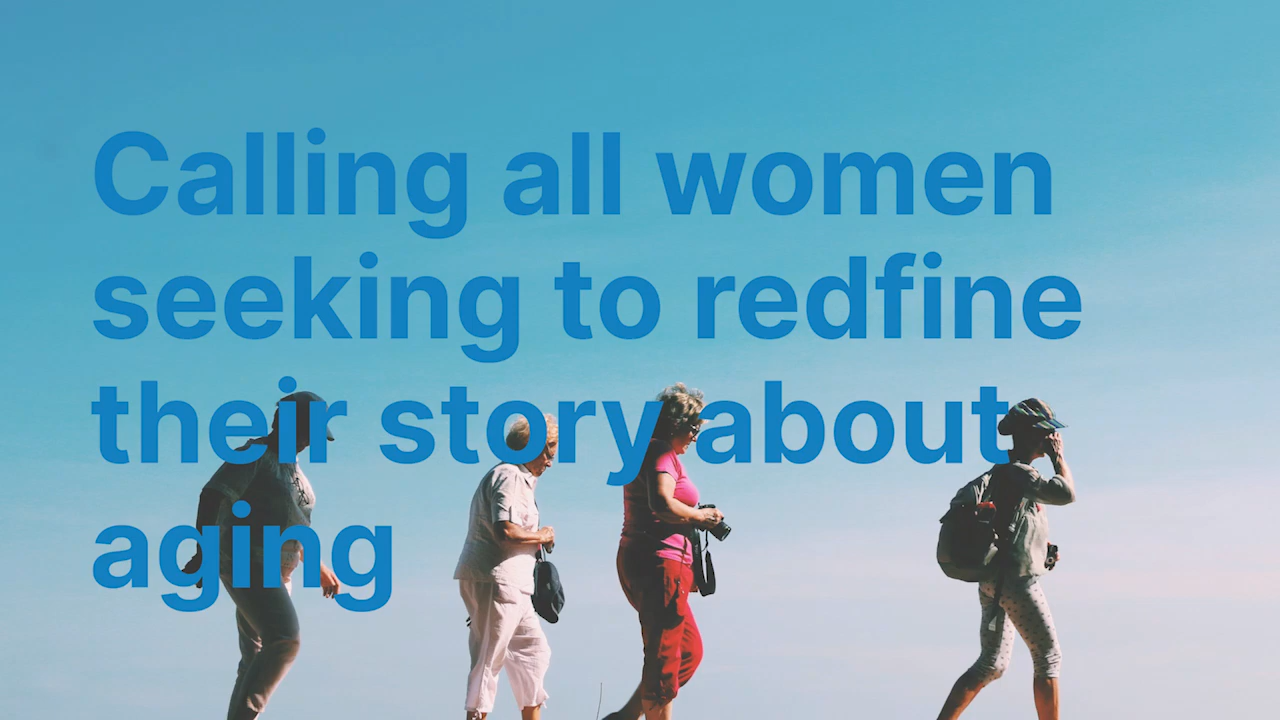 Calling all women
seeking to redfine
their story about
aging